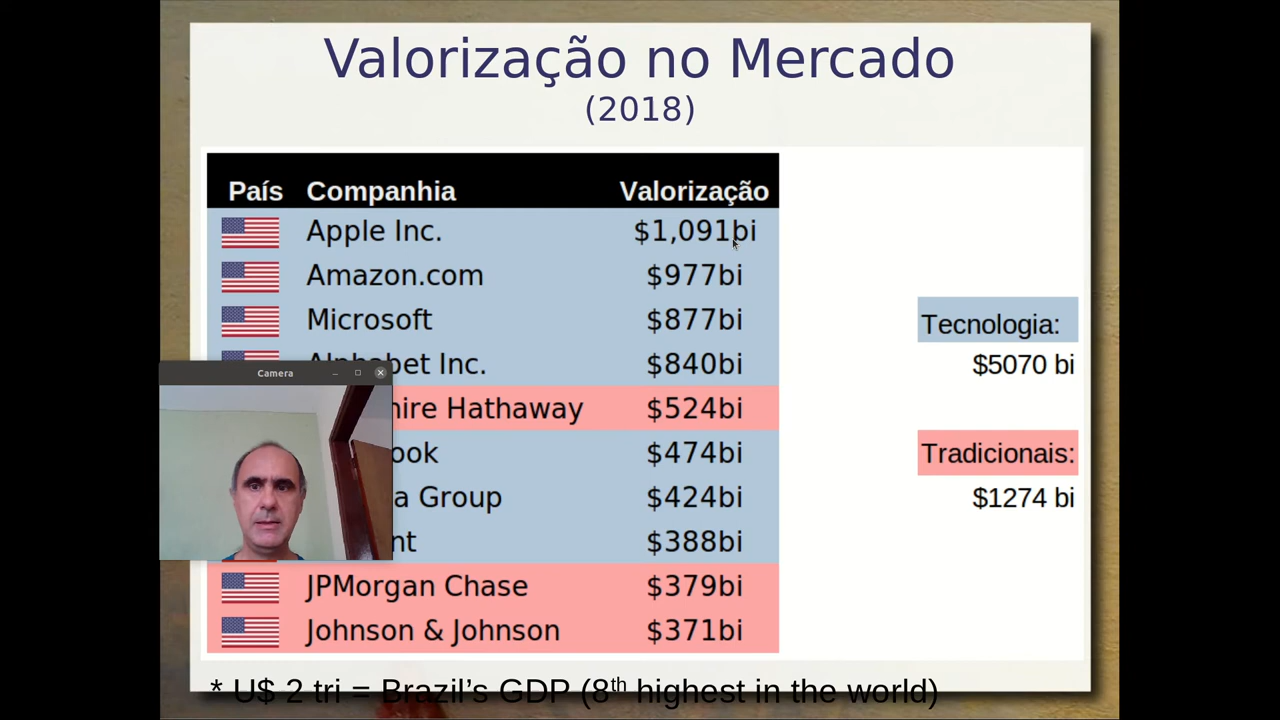 Valorização no Mercado
(2018)
País Companhia Valorização
Apple Inc. $1,091bi
Amazon.com $977bi
Microsoft $877bi
bet Inc. $840bi
Tecnologia:
$5070 bi
Camera
hire Hathaway $524bi
ook $474bi
Tradicionais:
a Group $424bi
$1274 bi
nt $388bi
JPMorgan Chase $379bi
Johnson & Johnson $371bi
* U$ 2 tri = Brazil’s GDP (8th highest in the world)